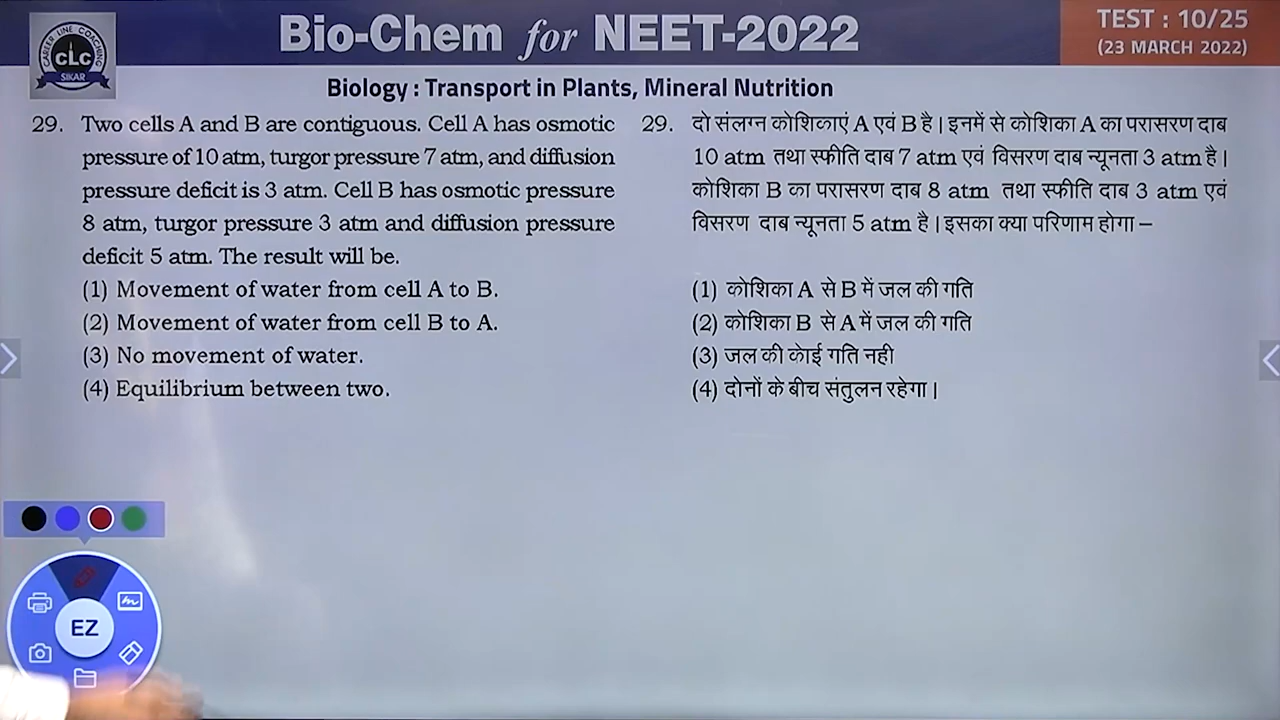 CAREER LINE COACHING
CLC
SIKAR
Bio-Chem for NEET-2022
TEST : 10/25
(23 MARCH 2022)
Biology : Transport in Plants, Mineral Nutrition
29. Two cells A and B are contiguous. Cell A has osmotic
pressure of 10 atm, turgor pressure 7 atm, and diffusion
pressure deficit is 3 atm. Cell B has osmotic pressure
8 atm, turgor pressure 3 atm and diffusion pressure
deficit 5 atm. The result will be.
(1) Movement of water from cell A to B.
(2) Movement of water from cell B to A.
(3) No movement of water.
(4) Equilibrium between two.
29. दो संलग्न कोशिकाएं A एवं B है। इनमें से कोशिका A का परासरण दाब
10 atm तथा स्फीति दाब 7 atm एवं विसरण दाब न्यूनता 3 atm है।
कोशिका B का परासरण दाब 8 atm तथा स्फीति दाब 3 atm एवं
विसरण दाब न्यूनता 5 atm है। इसका क्या परिणाम होगा –
(1) कोशिका A से B में जल की गति
(2) कोशिका B से A में जल की गति
(3) जल की कोई गति नही
(4) दोनों के बीच संतुलन रहेगा।
EZ